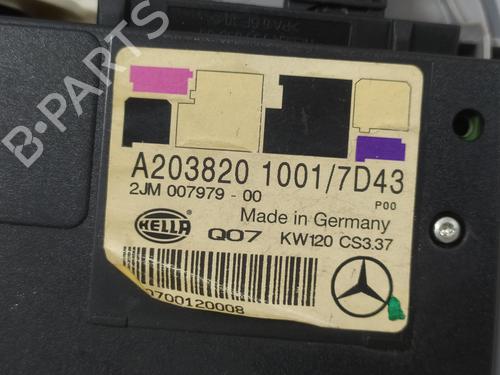 A203820 1001/7D43
2JM 007979 - 00
P00
Made in Germany
HELLA
Q07 KW120 CS3.37
0700120008
B-PARTS